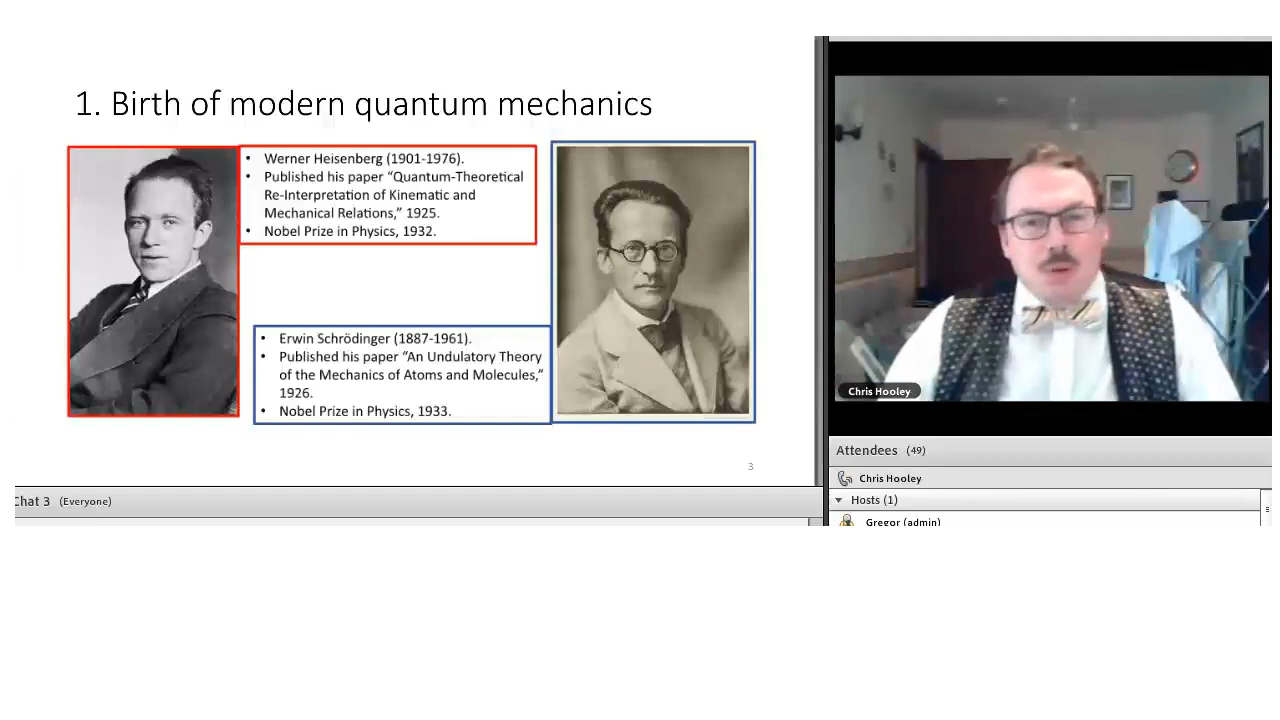 1. Birth of modern quantum mechanics
• Werner Heisenberg (1901-1976).
• Published his paper “Quantum-Theoretical
Re-Interpretation of Kinematic and
Mechanical Relations,” 1925.
• Nobel Prize in Physics, 1932.
• Erwin Schrödinger (1887-1961).
• Published his paper “An Undulatory Theory
of the Mechanics of Atoms and Molecules,”
1926.
• Nobel Prize in Physics, 1933.
3
Chat 3 (Everyone)
Chris Hooley
Attendees (49)
Chris Hooley
Hosts (1)
Gregor (admin)